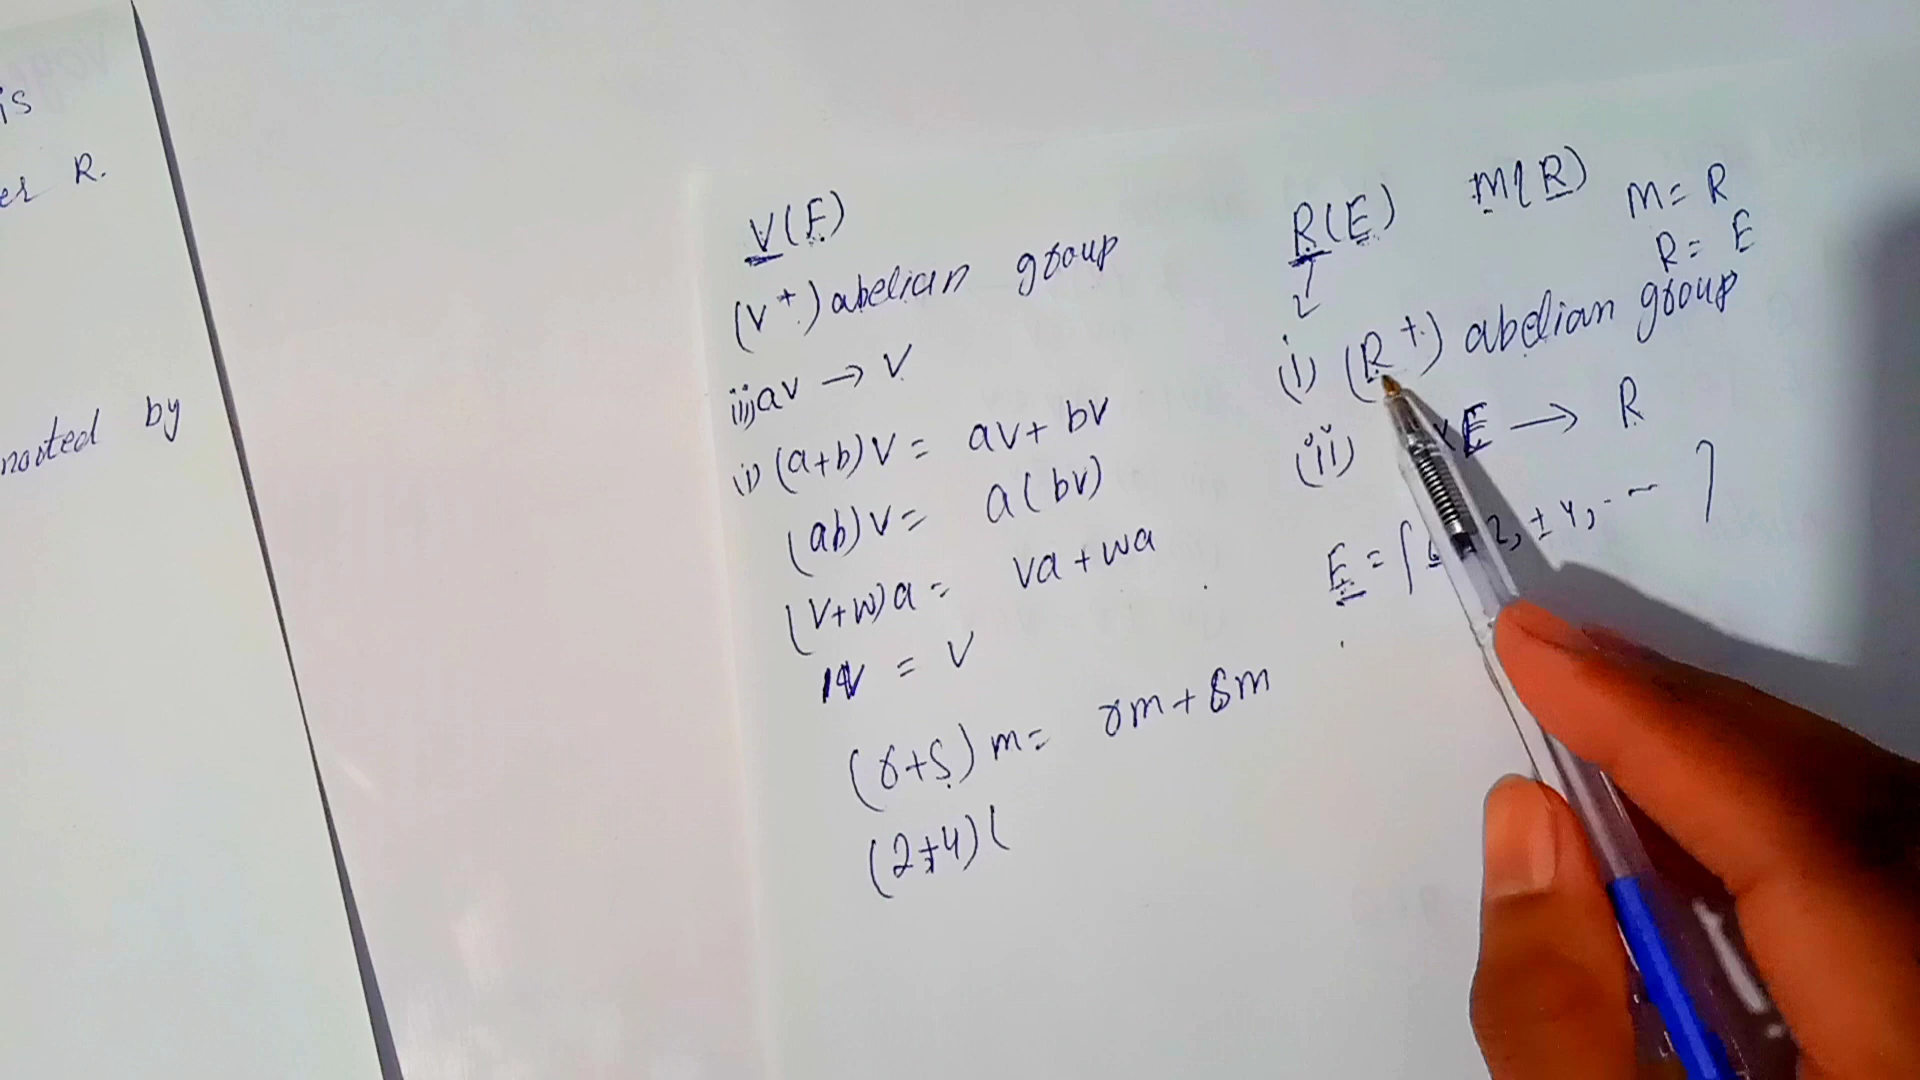 is
er R.
noted by
V(F)
(V +) abelian group
ii) av → V
i) (a+b)v = av + bv
(ab)v = a(bv)
(v+w)a = va + wa
1v = v
(r+s)m = rm + sm
(2+4)(
R(E) M(R) M = R
R = E
(i) (R +) abelian group
(ii) ×E → R
E = { 2, ±4, ... }